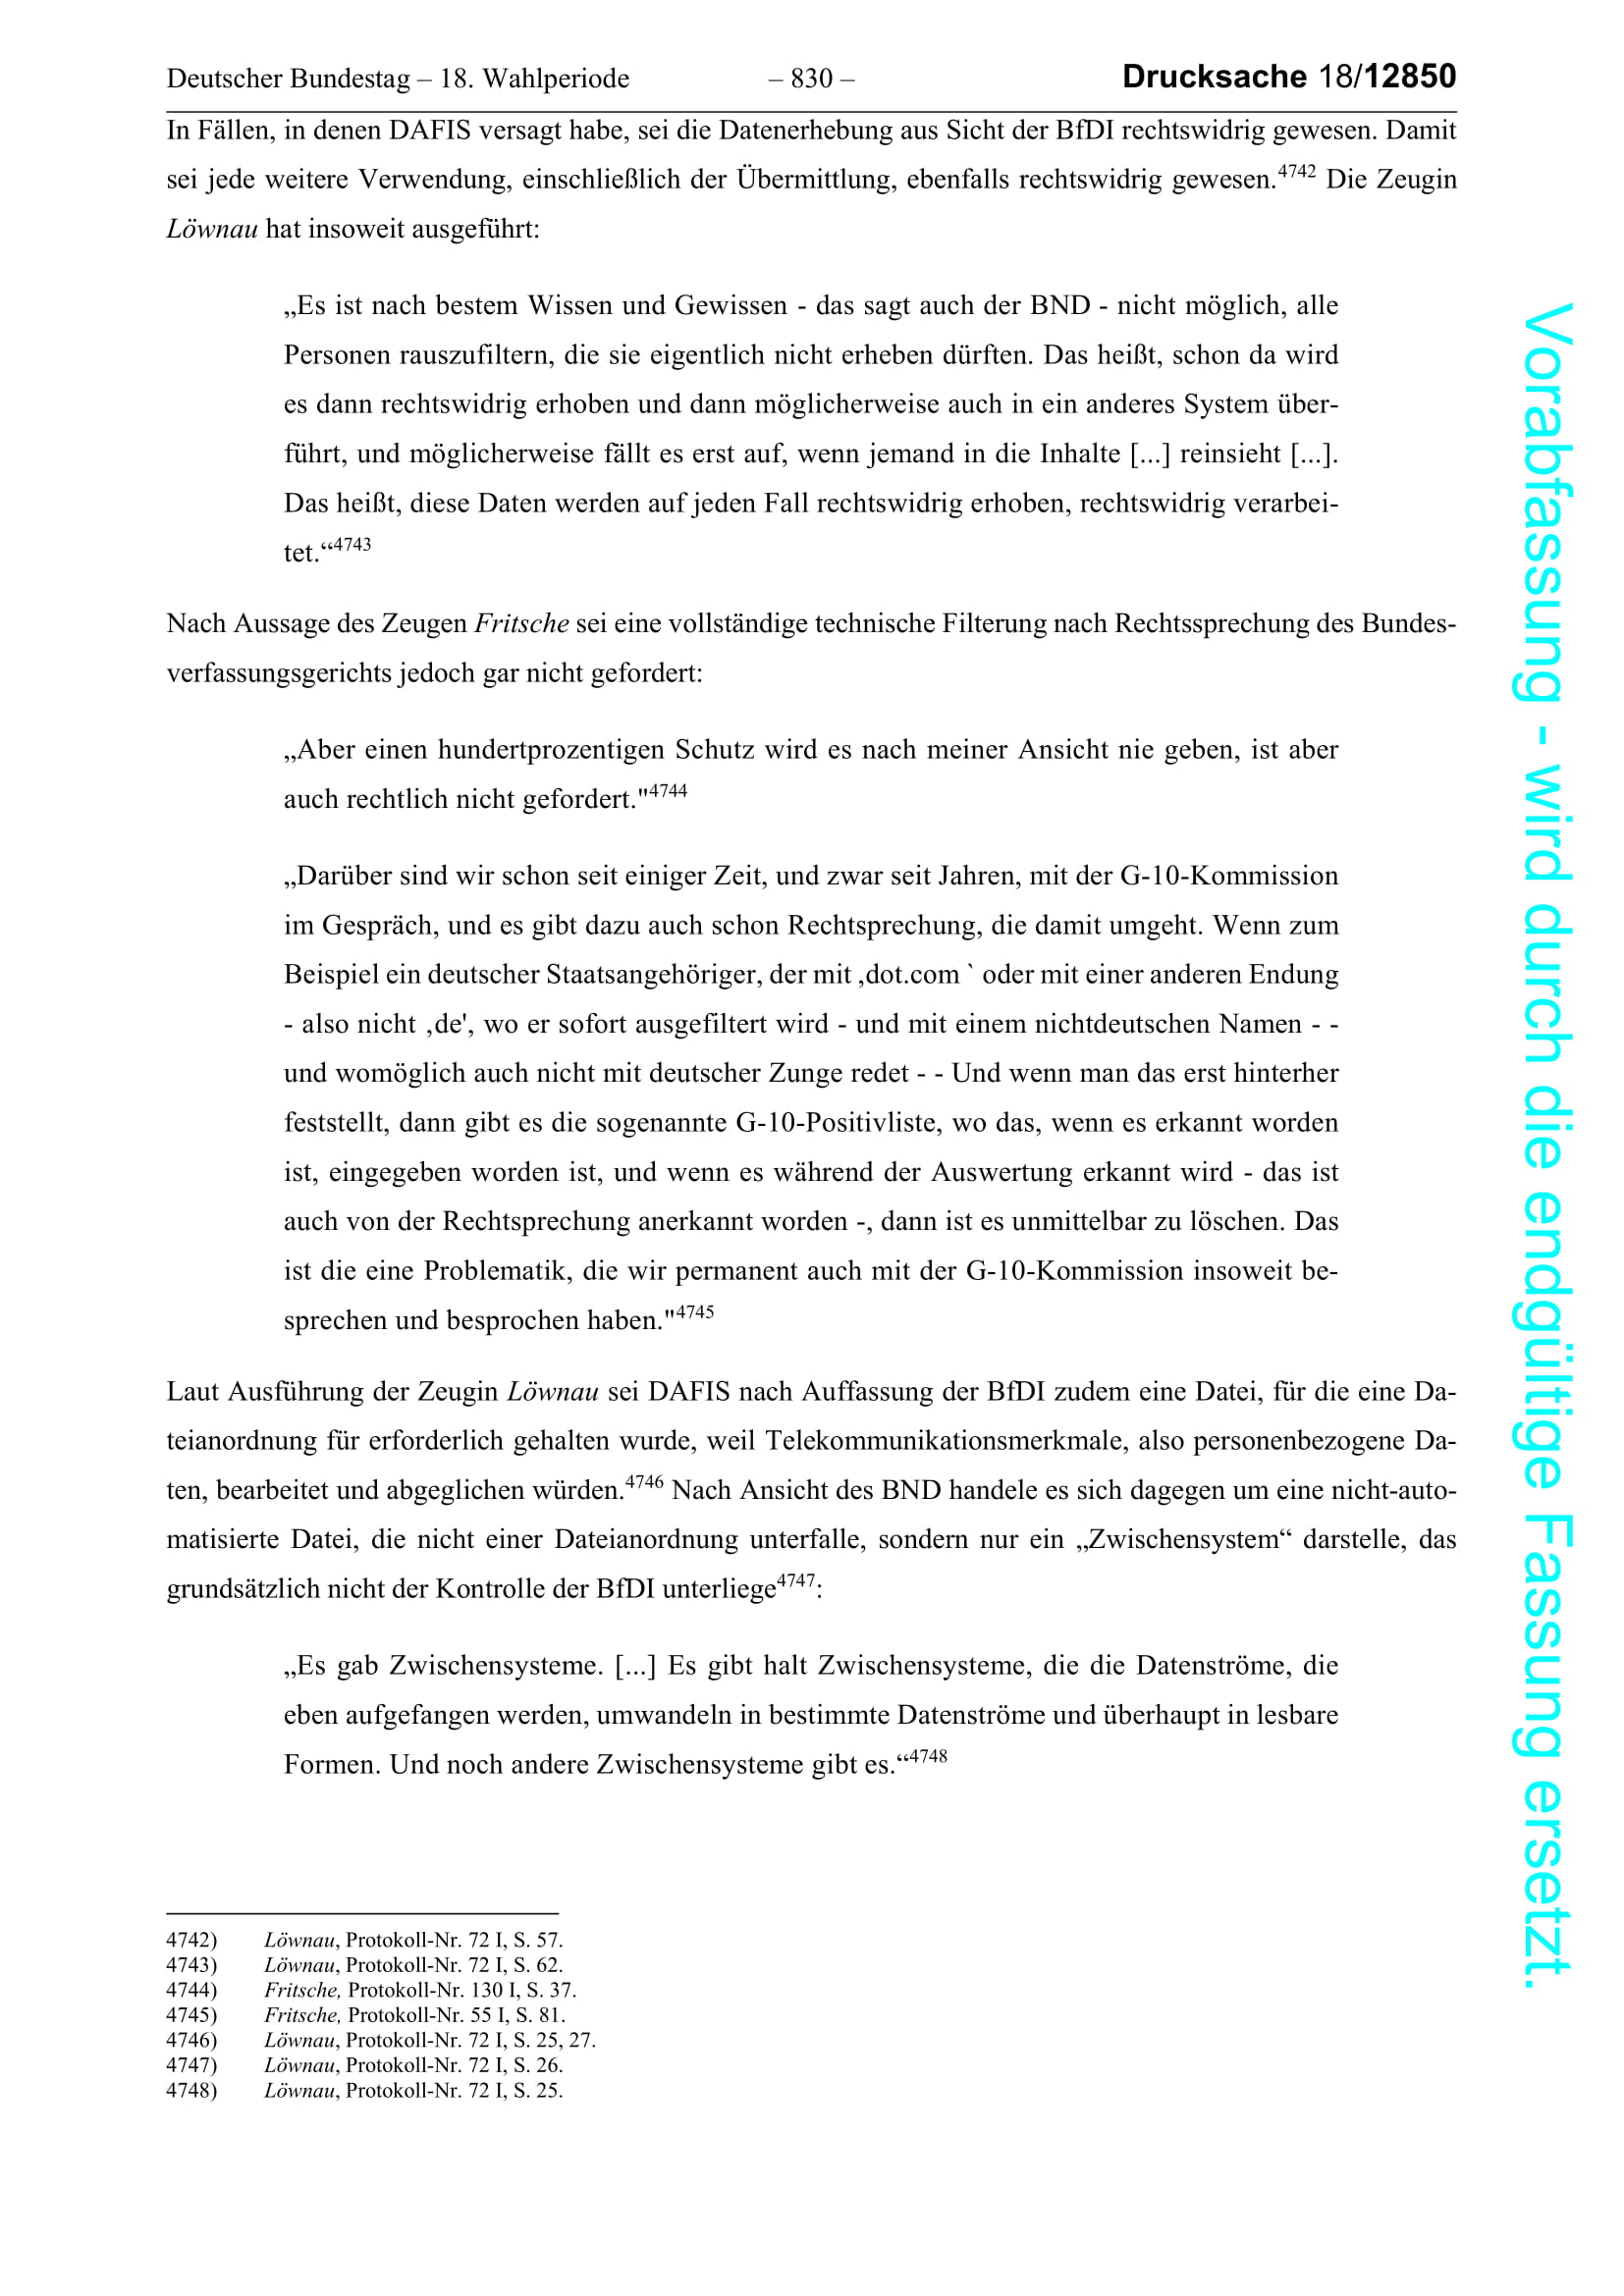 Deutscher Bundestag – 18. Wahlperiode – 830 – Drucksache 18/12850
In Fällen, in denen DAFIS versagt habe, sei die Datenerhebung aus Sicht der BfDI rechtswidrig gewesen. Damit
sei jede weitere Verwendung, einschließlich der Übermittlung, ebenfalls rechtswidrig gewesen.4742 Die Zeugin
Löwnau hat insoweit ausgeführt:
„Es ist nach bestem Wissen und Gewissen - das sagt auch der BND - nicht möglich, alle
Personen rauszufiltern, die sie eigentlich nicht erheben dürften. Das heißt, schon da wird
es dann rechtswidrig erhoben und dann möglicherweise auch in ein anderes System über-
führt, und möglicherweise fällt es erst auf, wenn jemand in die Inhalte [...] reinsieht [...].
Das heißt, diese Daten werden auf jeden Fall rechtswidrig erhoben, rechtswidrig verarbei-
tet.“4743
Nach Aussage des Zeugen Fritsche sei eine vollständige technische Filterung nach Rechtssprechung des Bundes-
verfassungsgerichts jedoch gar nicht gefordert:
„Aber einen hundertprozentigen Schutz wird es nach meiner Ansicht nie geben, ist aber
auch rechtlich nicht gefordert."4744
„Darüber sind wir schon seit einiger Zeit, und zwar seit Jahren, mit der G-10-Kommission
im Gespräch, und es gibt dazu auch schon Rechtsprechung, die damit umgeht. Wenn zum
Beispiel ein deutscher Staatsangehöriger, der mit ‚dot.com ` oder mit einer anderen Endung
- also nicht ‚de', wo er sofort ausgefiltert wird - und mit einem nichtdeutschen Namen - -
und womöglich auch nicht mit deutscher Zunge redet - - Und wenn man das erst hinterher
feststellt, dann gibt es die sogenannte G-10-Positivliste, wo das, wenn es erkannt worden
ist, eingegeben worden ist, und wenn es während der Auswertung erkannt wird - das ist
auch von der Rechtsprechung anerkannt worden -, dann ist es unmittelbar zu löschen. Das
ist die eine Problematik, die wir permanent auch mit der G-10-Kommission insoweit be-
sprechen und besprochen haben."4745
Laut Ausführung der Zeugin Löwnau sei DAFIS nach Auffassung der BfDI zudem eine Datei, für die eine Da-
teianordnung für erforderlich gehalten wurde, weil Telekommunikationsmerkmale, also personenbezogene Da-
ten, bearbeitet und abgeglichen würden.4746 Nach Ansicht des BND handele es sich dagegen um eine nicht-auto-
matisierte Datei, die nicht einer Dateianordnung unterfalle, sondern nur ein „Zwischensystem“ darstelle, das
grundsätzlich nicht der Kontrolle der BfDI unterliege4747:
„Es gab Zwischensysteme. [...] Es gibt halt Zwischensysteme, die die Datenströme, die
eben aufgefangen werden, umwandeln in bestimmte Datenströme und überhaupt in lesbare
Formen. Und noch andere Zwischensysteme gibt es.“4748
4742) Löwnau, Protokoll-Nr. 72 I, S. 57.
4743) Löwnau, Protokoll-Nr. 72 I, S. 62.
4744) Fritsche, Protokoll-Nr. 130 I, S. 37.
4745) Fritsche, Protokoll-Nr. 55 I, S. 81.
4746) Löwnau, Protokoll-Nr. 72 I, S. 25, 27.
4747) Löwnau, Protokoll-Nr. 72 I, S. 26.
4748) Löwnau, Protokoll-Nr. 72 I, S. 25.
Vorabfassung - wird durch die endgültige Fassung ersetzt.